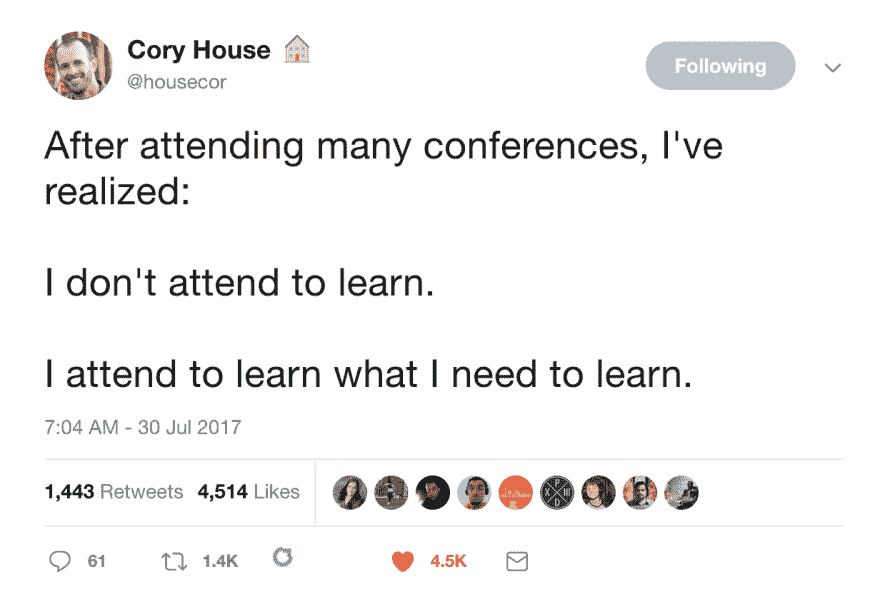 Cory House
@housecor
Following
After attending many conferences, I've
realized:
I don't attend to learn.
I attend to learn what I need to learn.
7:04 AM - 30 Jul 2017
1,443 Retweets 4,514 Likes
61 1.4K 4.5K